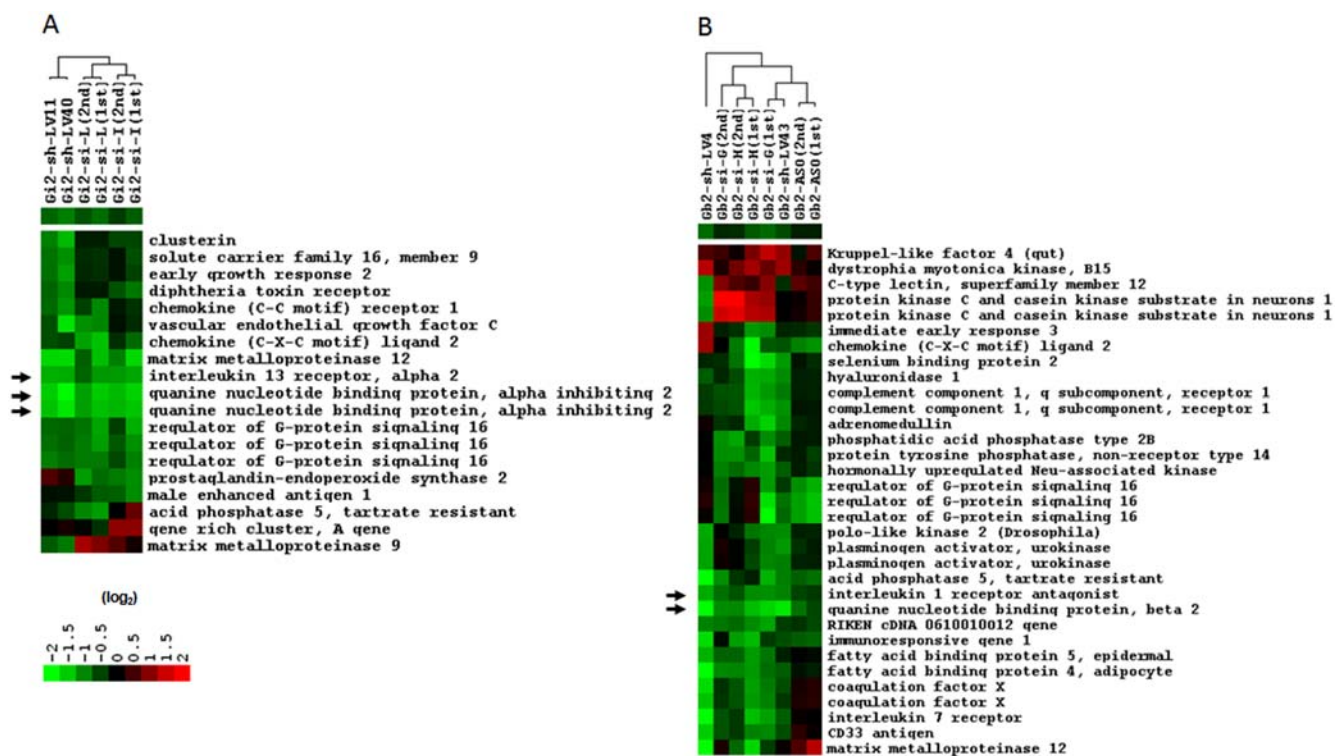 A
Gi2-sh-LV11
Gi2-sh-LV40
Gi2-si-L(2nd)
Gi2-si-L(1st)
Gi2-si-I(2nd)
Gi2-si-I(1st)
clusterin
solute carrier family 16, member 9
early growth response 2
diphtheria toxin receptor
chemokine (C-C motif) receptor 1
vascular endothelial growth factor C
chemokine (C-X-C motif) ligand 2
matrix metalloproteinase 12
interleukin 13 receptor, alpha 2
guanine nucleotide binding protein, alpha inhibiting 2
guanine nucleotide binding protein, alpha inhibiting 2
regulator of G-protein signaling 16
regulator of G-protein signaling 16
regulator of G-protein signaling 16
prostaglandin-endoperoxide synthase 2
male enhanced antigen 1
acid phosphatase 5, tartrate resistant
gene rich cluster, A gene
matrix metalloproteinase 9
(log₂)
-2
-1.5
-1
-0.5
0
0.5
1
1.5
2
B
Gb2-sh-LV4
Gb2-si-G(2nd)
Gb2-si-H(2nd)
Gb2-si-H(1st)
Gb2-si-G(1st)
Gb2-sh-LV43
Gb2-ASO(2nd)
Gb2-ASO(1st)
Kruppel-like factor 4 (gut)
dystrophia myotonica kinase, B15
C-type lectin, superfamily member 12
protein kinase C and casein kinase substrate in neurons 1
protein kinase C and casein kinase substrate in neurons 1
immediate early response 3
chemokine (C-X-C motif) ligand 2
selenium binding protein 2
hyaluronidase 1
complement component 1, q subcomponent, receptor 1
complement component 1, q subcomponent, receptor 1
adrenomedullin
phosphatidic acid phosphatase type 2B
protein tyrosine phosphatase, non-receptor type 14
hormonally upregulated Neu-associated kinase
regulator of G-protein signaling 16
regulator of G-protein signaling 16
regulator of G-protein signaling 16
polo-like kinase 2 (Drosophila)
plasminogen activator, urokinase
plasminogen activator, urokinase
acid phosphatase 5, tartrate resistant
interleukin 1 receptor antagonist
guanine nucleotide binding protein, beta 2
RIKEN cDNA 0610010012 gene
immunoresponsive gene 1
fatty acid binding protein 5, epidermal
fatty acid binding protein 4, adipocyte
coagulation factor X
coagulation factor X
interleukin 7 receptor
CD33 antigen
matrix metalloproteinase 12